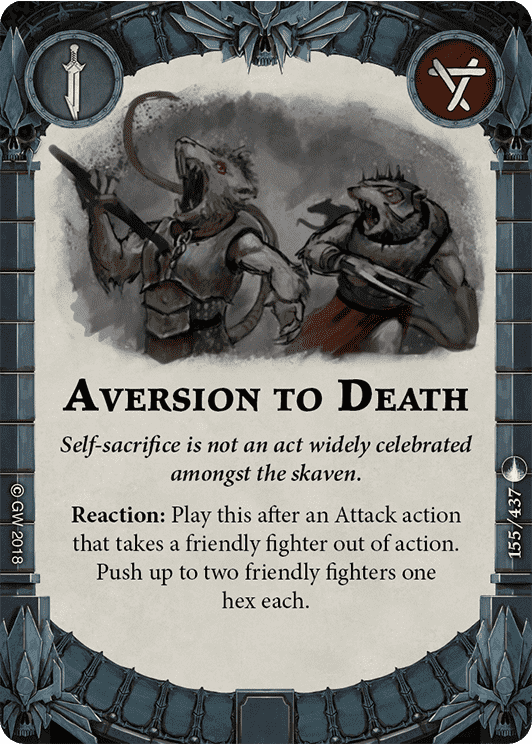 Aversion to Death
Self-sacrifice is not an act widely celebrated
amongst the skaven.
Reaction: Play this after an Attack action
that takes a friendly fighter out of action.
Push up to two friendly fighters one
hex each.
© GW 2018
155/437